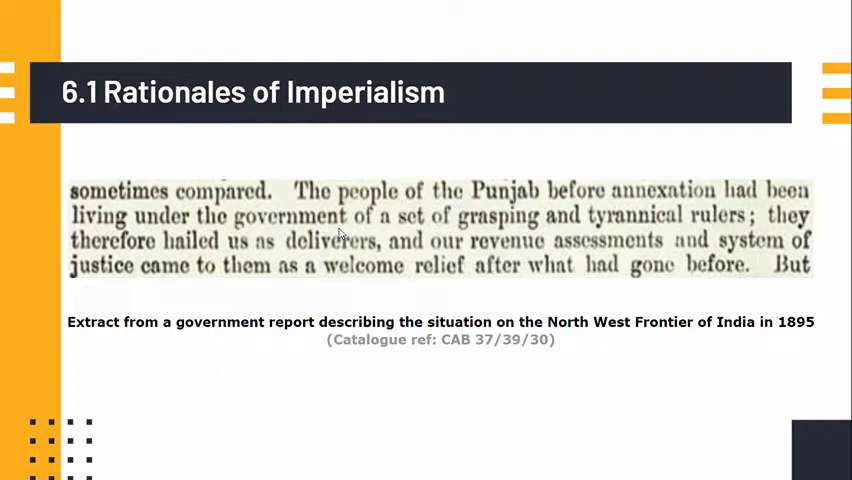 6.1 Rationales of Imperialism
sometimes compared. The people of the Punjab before annexation had been
living under the government of a set of grasping and tyrannical rulers; they
therefore hailed us as deliverers, and our revenue assessments and system of
justice came to them as a welcome relief after what had gone before. But
Extract from a government report describing the situation on the North West Frontier of India in 1895
(Catalogue ref: CAB 37/39/30)